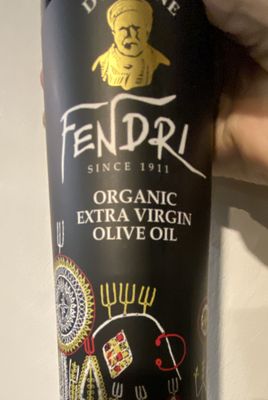 FENDRI
SINCE 1911
ORGANIC
EXTRA VIRGIN
OLIVE OIL